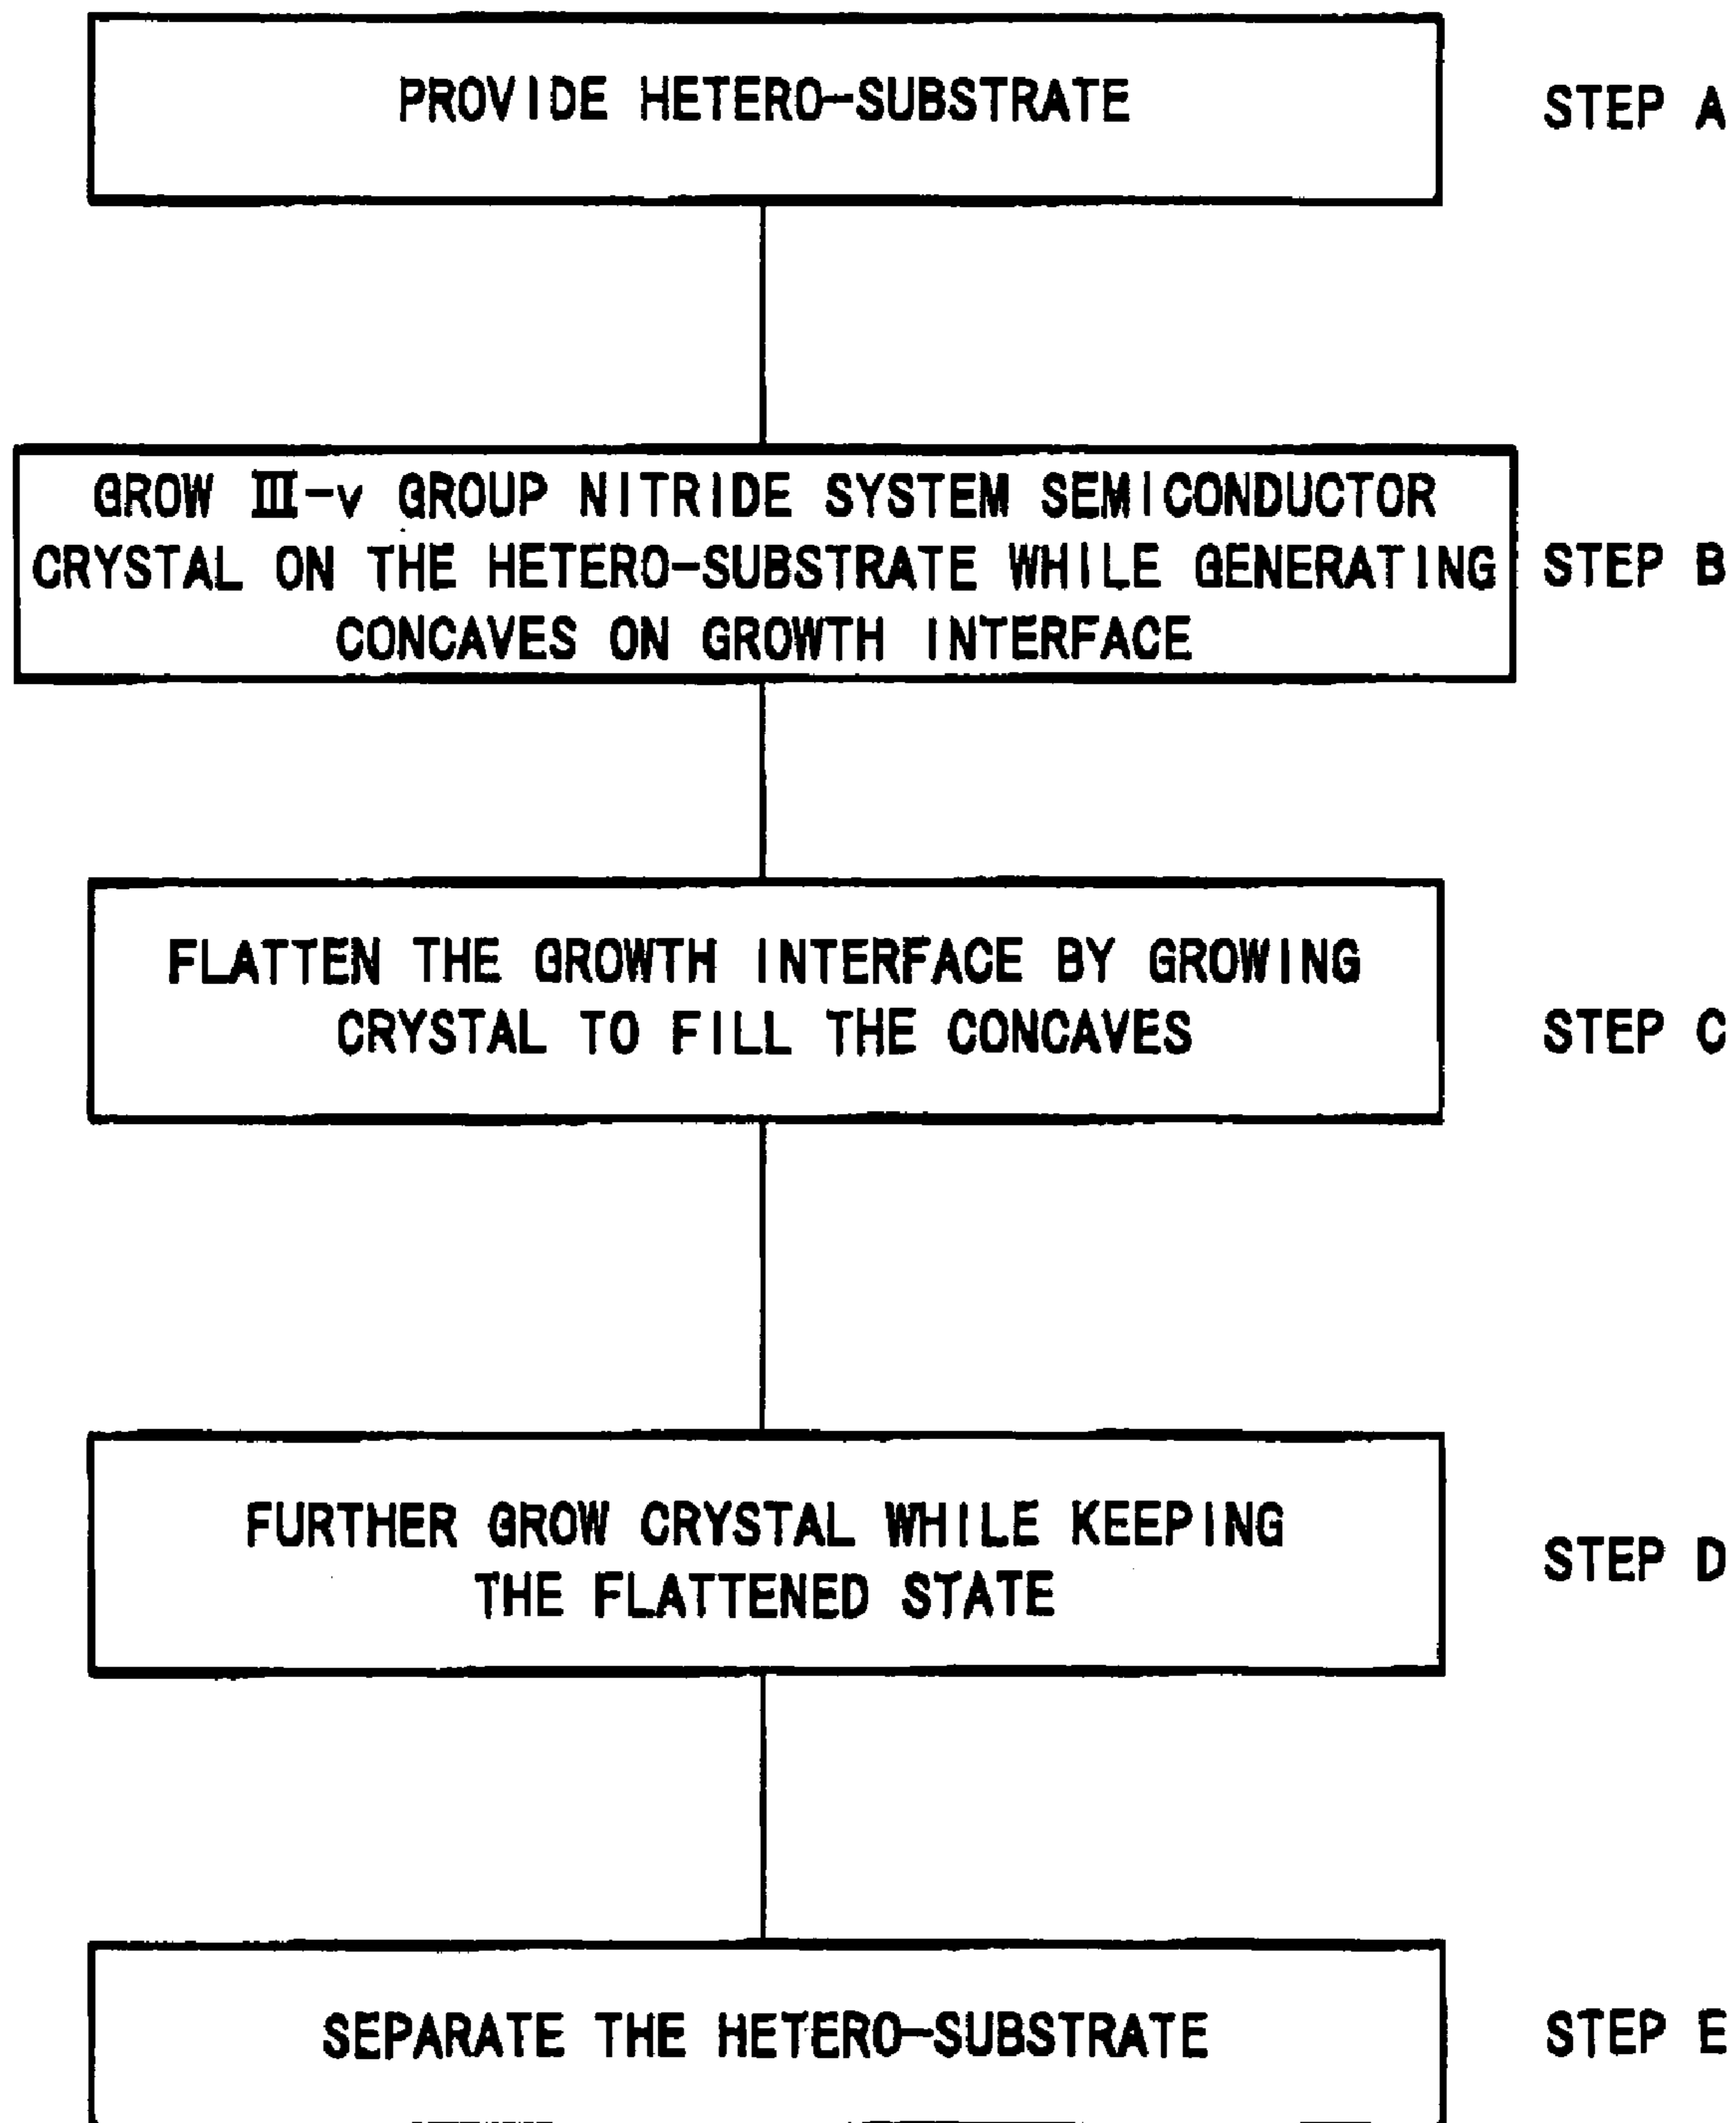 PROVIDE HETERO-SUBSTRATE
STEP A
GROW III-v GROUP NITRIDE SYSTEM SEMICONDUCTOR
CRYSTAL ON THE HETERO-SUBSTRATE WHILE GENERATING
CONCAVES ON GROWTH INTERFACE
STEP B
FLATTEN THE GROWTH INTERFACE BY GROWING
CRYSTAL TO FILL THE CONCAVES
STEP C
FURTHER GROW CRYSTAL WHILE KEEPING
THE FLATTENED STATE
STEP D
SEPARATE THE HETERO-SUBSTRATE
STEP E